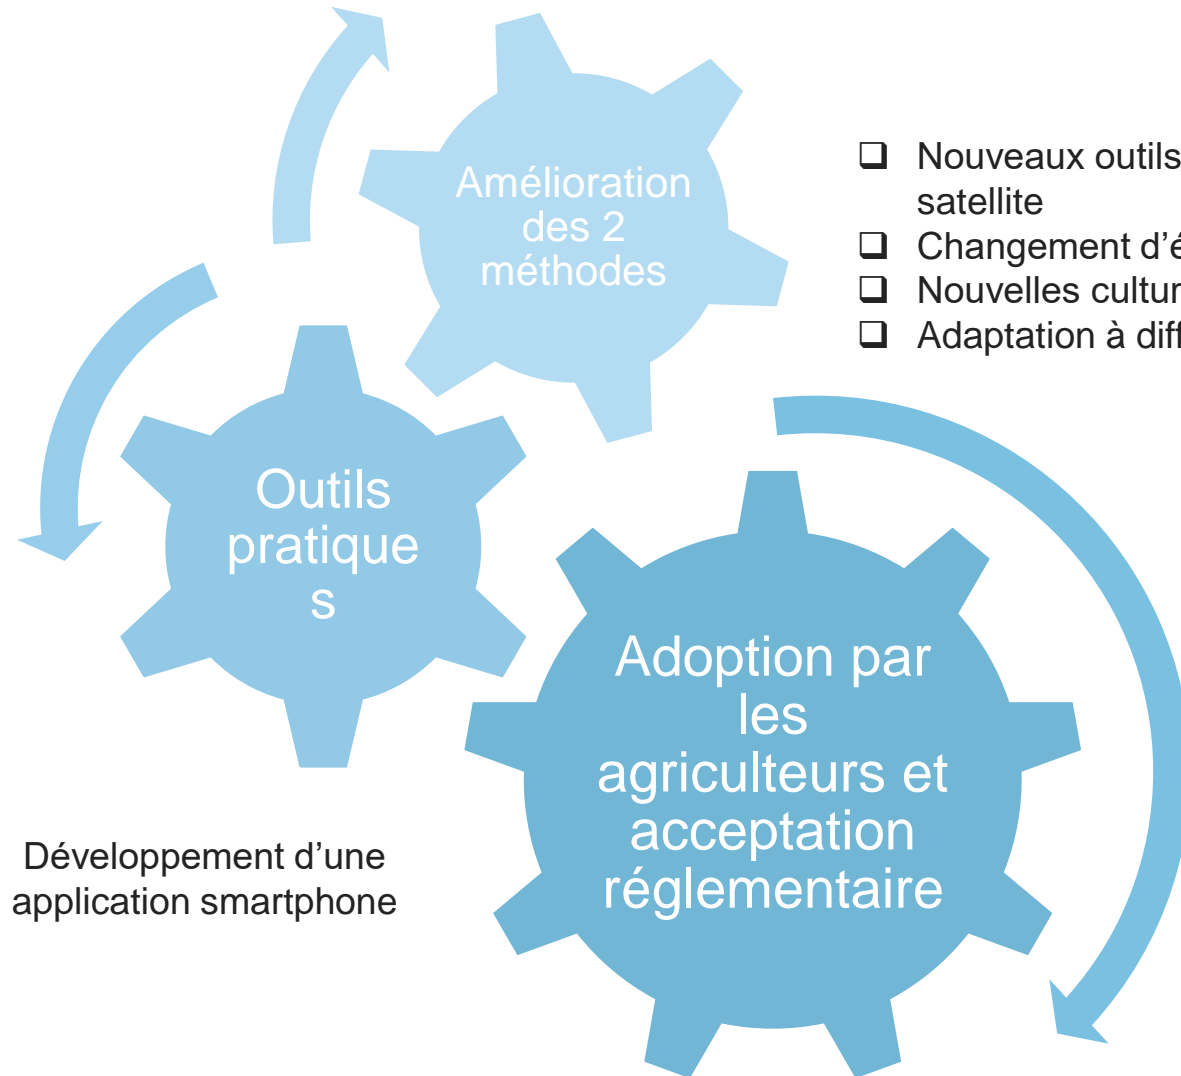 Amélioration
des 2
méthodes
Nouveaux outils
satellite
Changement d'é
Nouvelles cultur
Adaptation à diff
Outils
pratique
s
Adoption par
les
agriculteurs et
acceptation
réglementaire
Développement d'une
application smartphone